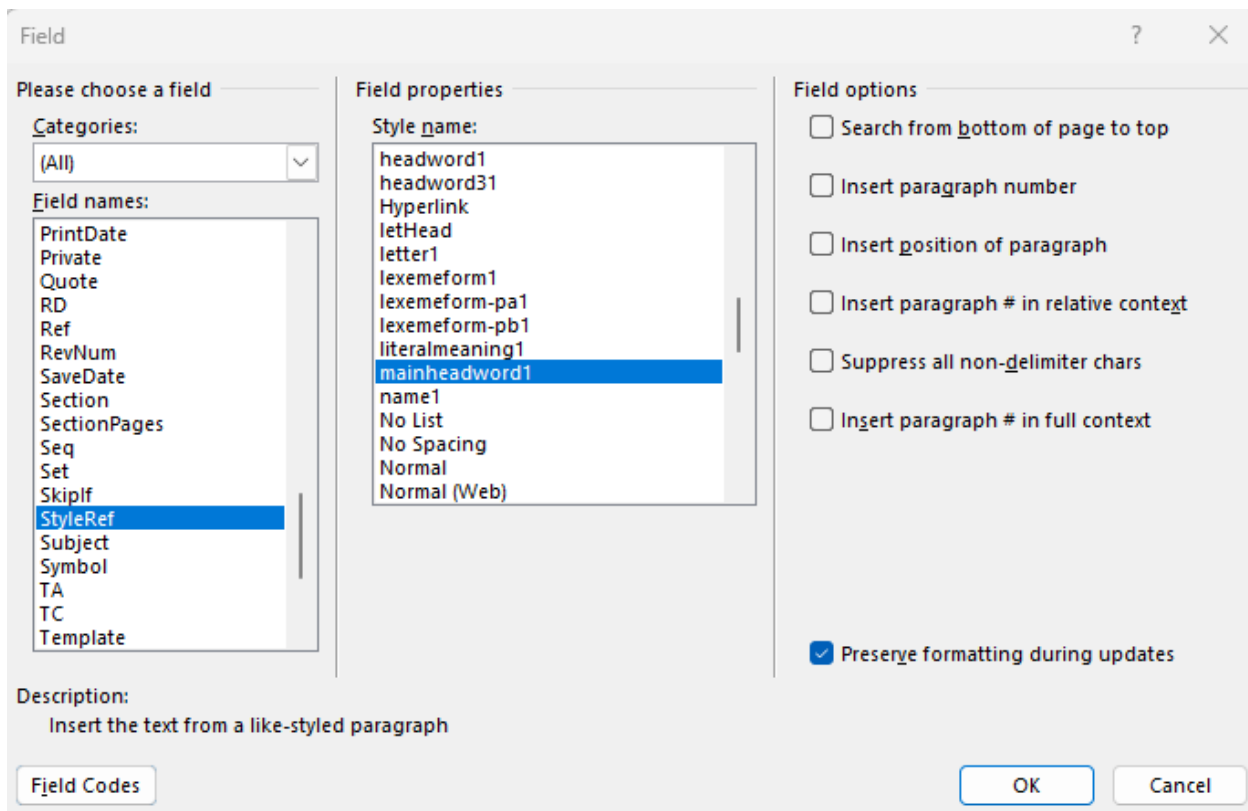 Field
?
Please choose a field
Categories:
(All)
Field names:
PrintDate
Private
Quote
RD
Ref
RevNum
SaveDate
Section
SectionPages
Seq
Set
SkipIf
StyleRef
Subject
Symbol
TA
TC
Template
Field properties
Style name:
headword1
headword31
Hyperlink
letHead
letter1
lexemeform1
lexemeform-pa1
lexemeform-pb1
literalmeaning1
mainheadword1
name1
No List
No Spacing
Normal
Normal (Web)
Field options
Search from bottom of page to top
Insert paragraph number
Insert position of paragraph
Insert paragraph # in relative context
Suppress all non-delimiter chars
Insert paragraph # in full context
Preserve formatting during updates
Description:
Insert the text from a like-styled paragraph
Field Codes
OK
Cancel